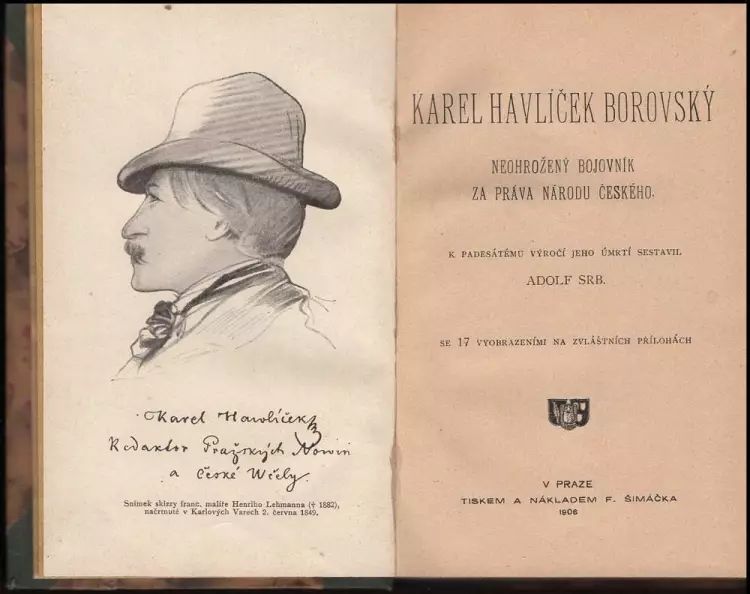 Karel Hawlíček
Redaktor Pražských Nowin
a České Wčely.
Snímek skizzy franc. malíře Henriho Lehmanna († 1882),
načrtnuté v Karlových Varech 2. června 1849.
KAREL HAVLÍČEK BOROVSKÝ
NEOHROŽENÝ BOJOVNÍK
ZA PRÁVA NÁRODU ČESKÉHO.
K PADESÁTÉMU VÝROČÍ JEHO ÚMRTÍ SESTAVIL
ADOLF SRB.
SE 17 VYOBRAZENÍMI NA ZVLÁŠTNÍCH PŘÍLOHÁCH
V PRAZE
TISKEM A NÁKLADEM F. ŠIMÁČKA
1906